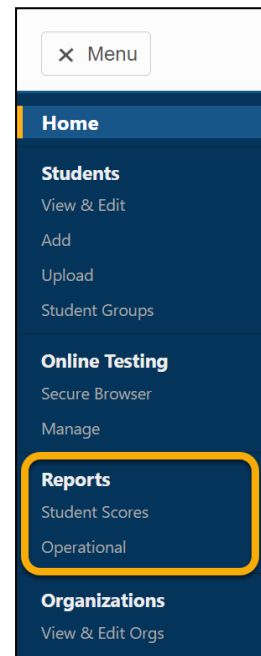 × Menu
Home
Students
View & Edit
Add
Upload
Student Groups
Online Testing
Secure Browser
Manage
Reports
Student Scores
Operational
Organizations
View & Edit Orgs